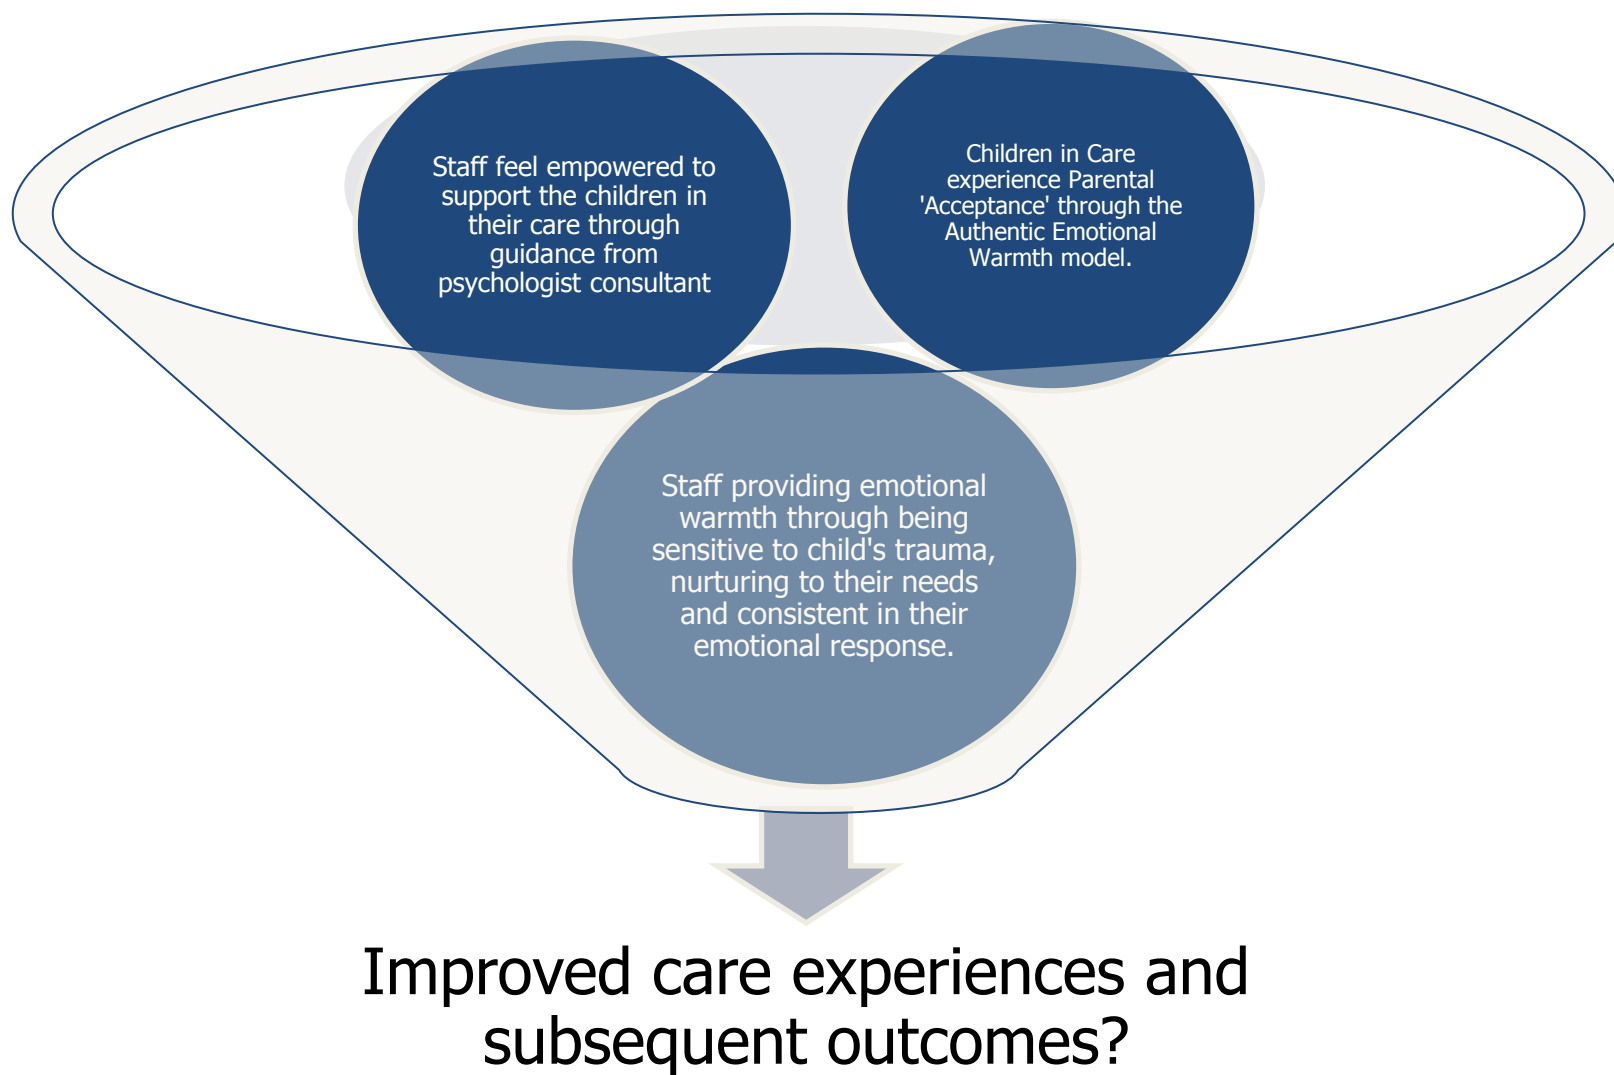 Staff feel empowered to
support the children in
their care through
guidance from
psychologist consultant
Children in Care
experience Parental
'Acceptance' through the
Authentic Emotional
Warmth model.
Staff providing emotional
warmth through being
sensitive to child's trauma,
nurturing to their needs
and consistent in their
emotional response.
Improved care experiences and
subsequent outcomes?